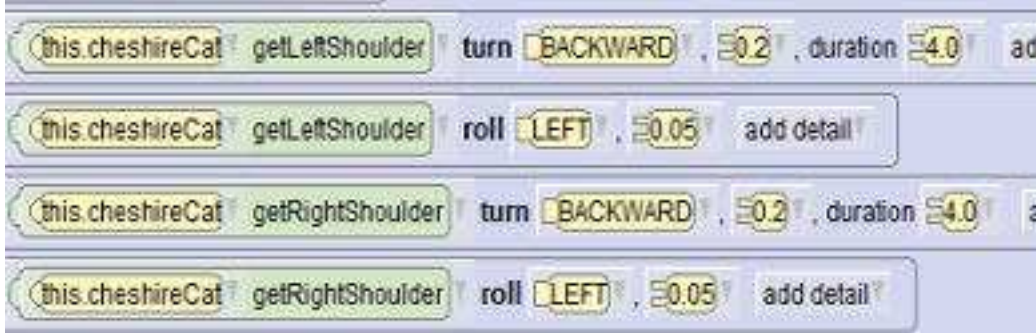 this.cheshireCat getLeftShoulder turn BACKWARD , 0.2 , duration 4.0 ad
this.cheshireCat getLeftShoulder roll LEFT , 0.05 add detail
this.cheshireCat getRightShoulder turn BACKWARD , 0.2 , duration 4.0 a
this.cheshireCat getRightShoulder roll LEFT , 0.05 add detail